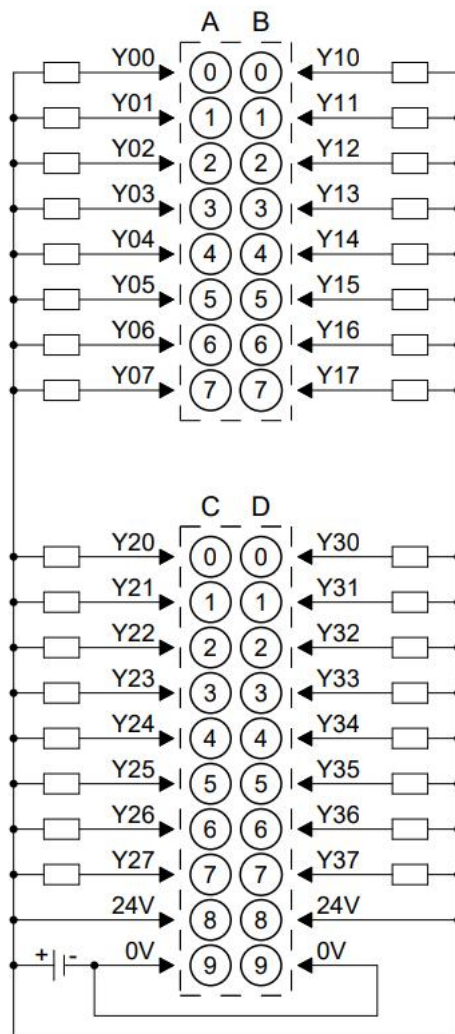 A B
Y00 0 0 Y10
Y01 1 1 Y11
Y02 2 2 Y12
Y03 3 3 Y13
Y04 4 4 Y14
Y05 5 5 Y15
Y06 6 6 Y16
Y07 7 7 Y17
C D
Y20 0 0 Y30
Y21 1 1 Y31
Y22 2 2 Y32
Y23 3 3 Y33
Y24 4 4 Y34
Y25 5 5 Y35
Y26 6 6 Y36
Y27 7 7 Y37
24V 8 8 24V
+ - 0V 9 9 0V